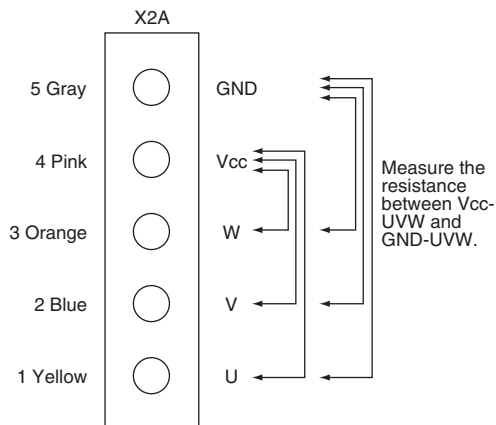 X2A
5 Gray GND
4 Pink Vcc
3 Orange W
2 Blue V
1 Yellow U
Measure the
resistance
between Vcc-
UVW and
GND-UVW.